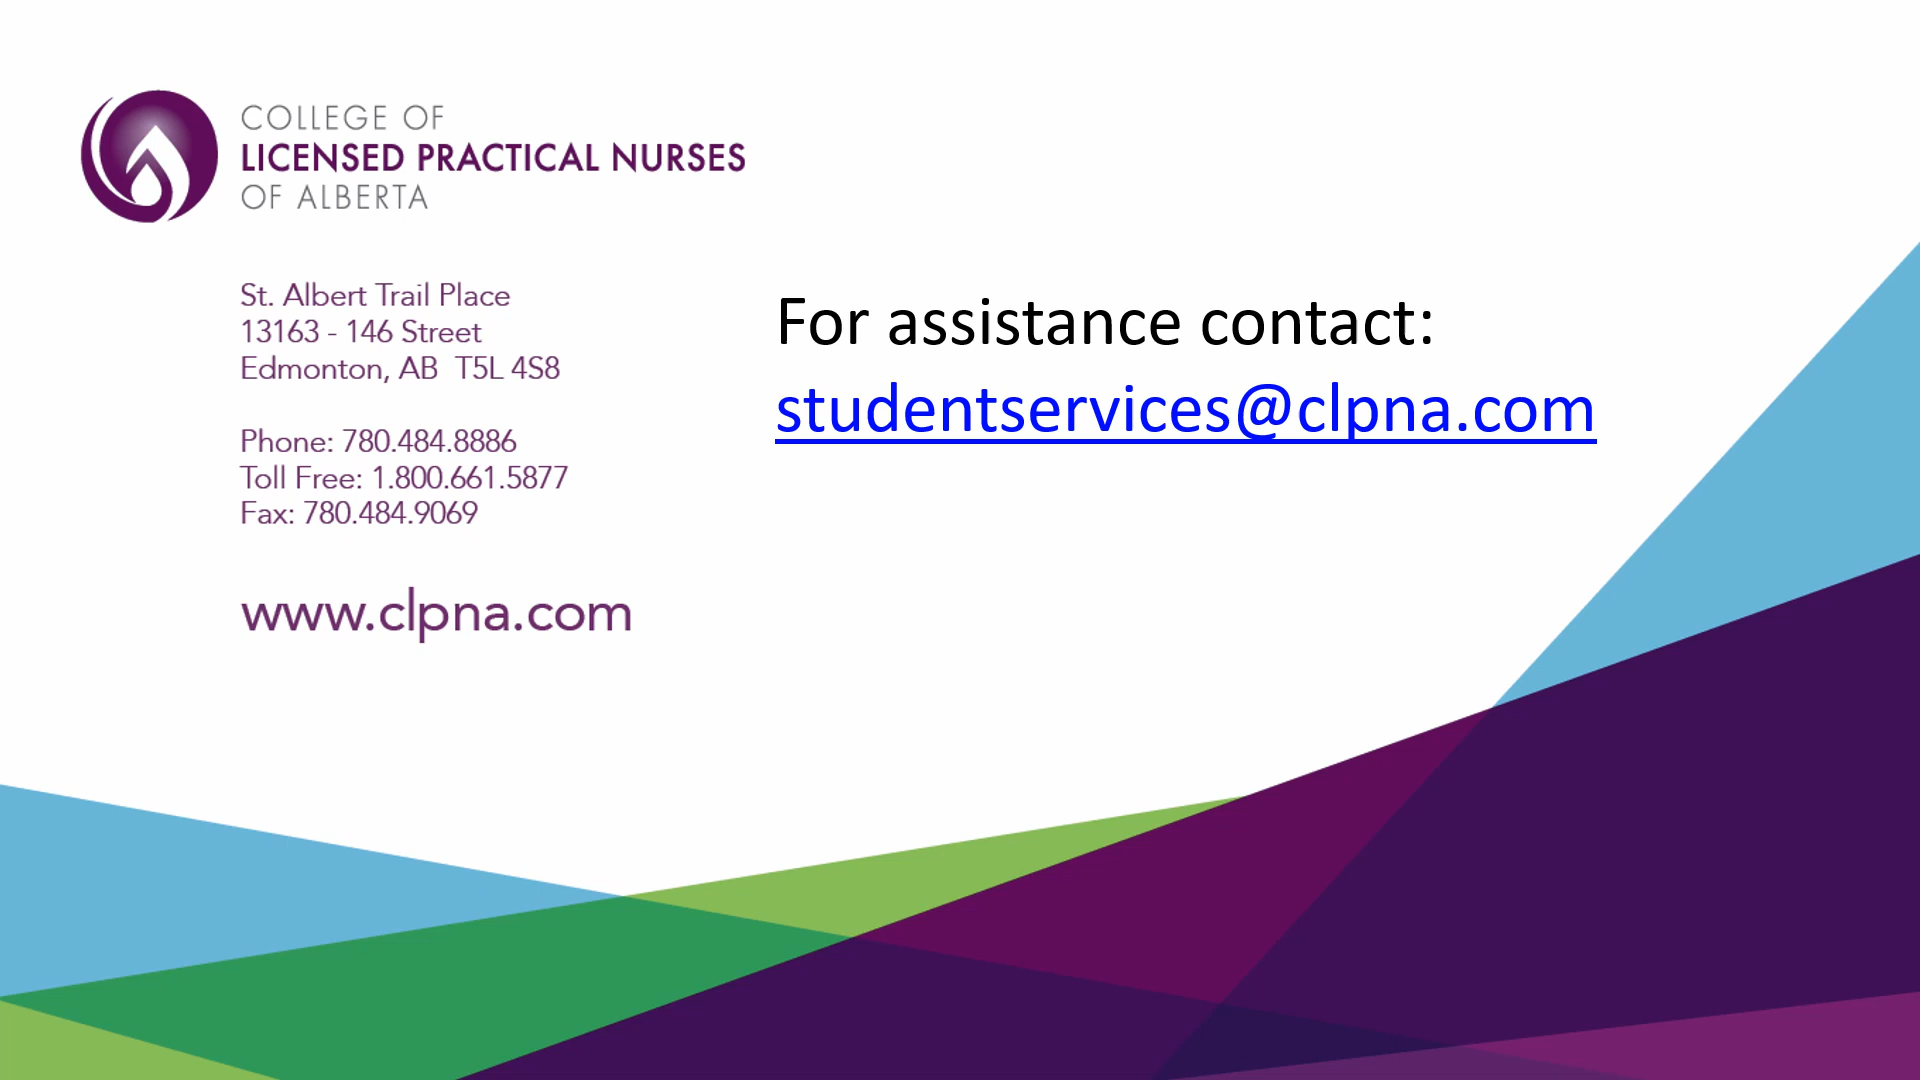 COLLEGE OF
LICENSED PRACTICAL NURSES
OF ALBERTA
St. Albert Trail Place
13163 - 146 Street
Edmonton, AB  T5L 4S8
Phone: 780.484.8886
Toll Free: 1.800.661.5877
Fax: 780.484.9069
www.clpna.com
For assistance contact:
studentservices@clpna.com